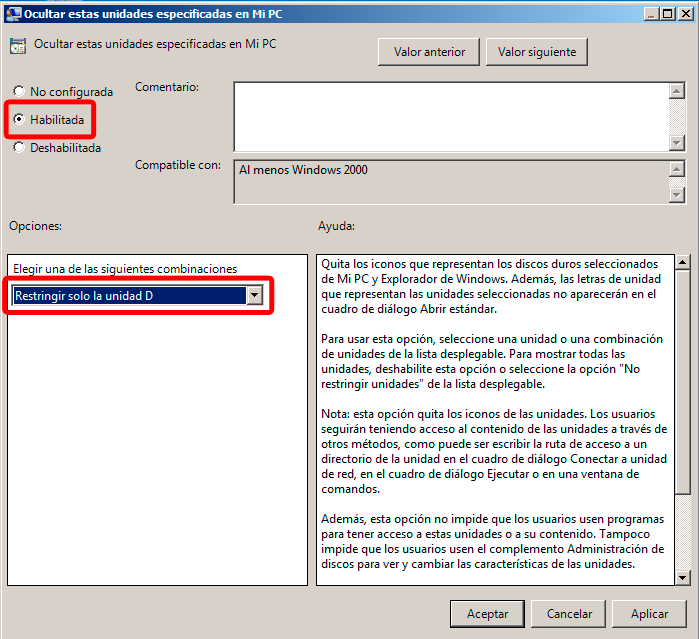 Ocultar estas unidades especificadas en Mi PC
Ocultar estas unidades especificadas en Mi PC
Valor anterior
Valor siguiente
No configurada
Comentario:
Habilitada
Deshabilitada
Compatible con:
Al menos Windows 2000
Opciones:
Ayuda:
Elegir una de las siguientes combinaciones
Restringir solo la unidad D
Quita los iconos que representan los discos duros seleccionados
de Mi PC y Explorador de Windows. Además, las letras de unidad
que representan las unidades seleccionadas no aparecerán en el
cuadro de diálogo Abrir estándar.
Para usar esta opción, seleccione una unidad o una combinación
de unidades de la lista desplegable. Para mostrar todas las
unidades, deshabilite esta opción o seleccione la opción "No
restringir unidades" de la lista desplegable.
Nota: esta opción quita los iconos de las unidades. Los usuarios
seguirán teniendo acceso al contenido de las unidades a través de
otros métodos, como puede ser escribir la ruta de acceso a un
directorio de la unidad en el cuadro de diálogo Conectar a unidad
de red, en el cuadro de diálogo Ejecutar o en una ventana de
comandos.
Además, esta opción no impide que los usuarios usen programas
para tener acceso a estas unidades o a su contenido. Tampoco
impide que los usuarios usen el complemento Administración de
discos para ver y cambiar las características de las unidades.
Aceptar
Cancelar
Aplicar